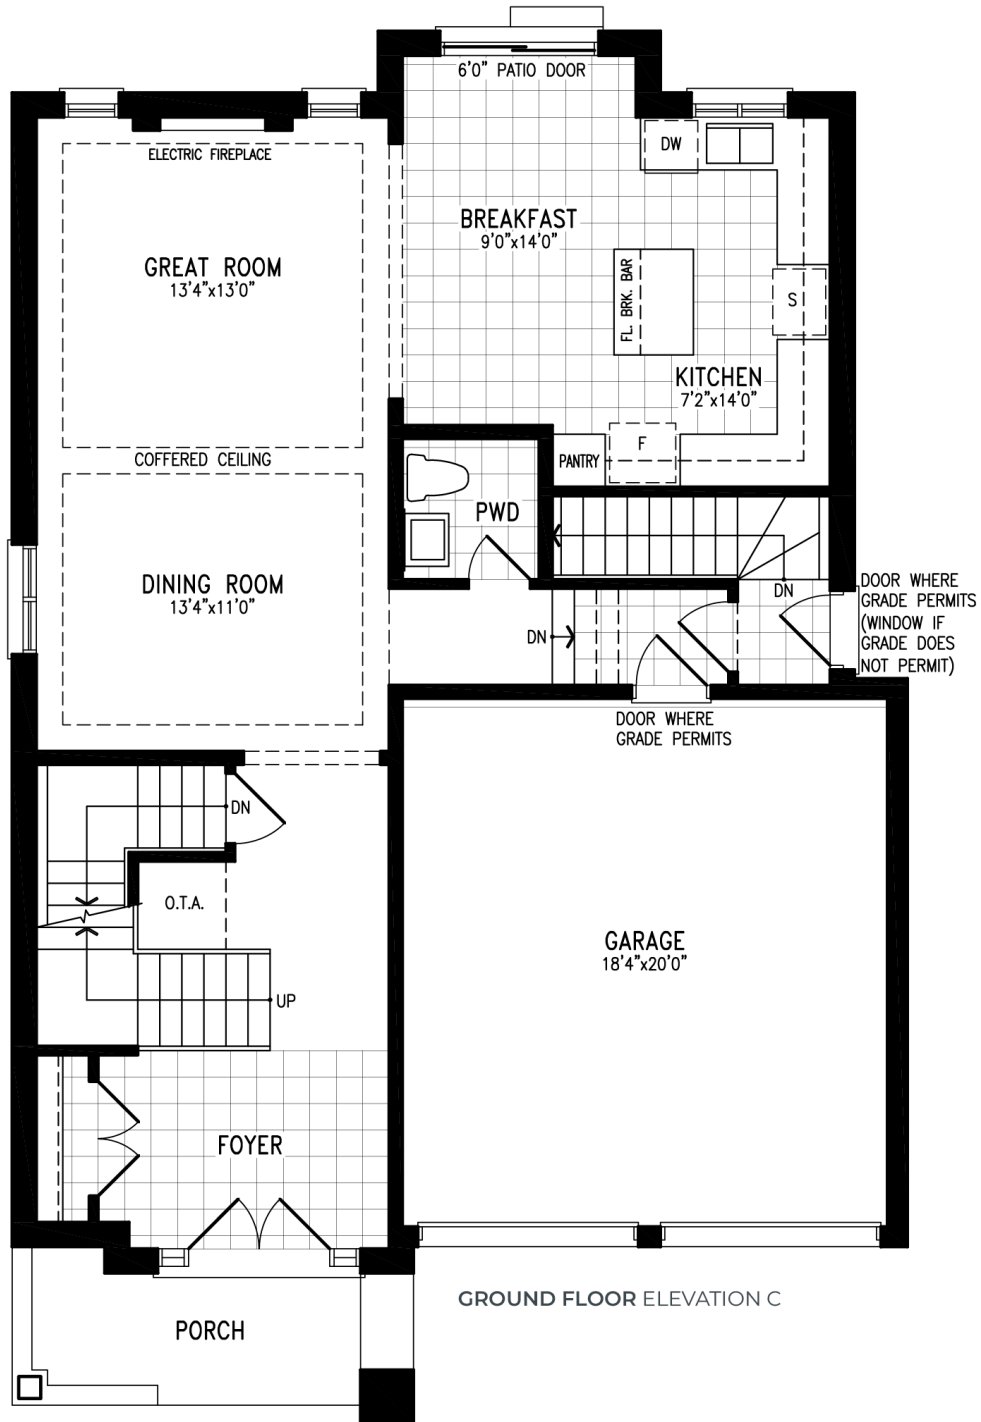 6'0" PATIO DOOR
ELECTRIC FIREPLACE
DW
BREAKFAST
9'0"x14'0"
GREAT ROOM
13'4"x13'0"
FL. BRK. BAR
S
KITCHEN
7'2"x14'0"
COFFERED CEILING
PANTRY
F
PWD
DINING ROOM
13'4"x11'0"
DN
DN
DOOR WHERE
GRADE PERMITS
(WINDOW IF
GRADE DOES
NOT PERMIT)
DOOR WHERE
GRADE PERMITS
DN
O.T.A.
UP
GARAGE
18'4"x20'0"
FOYER
GROUND FLOOR ELEVATION C
PORCH